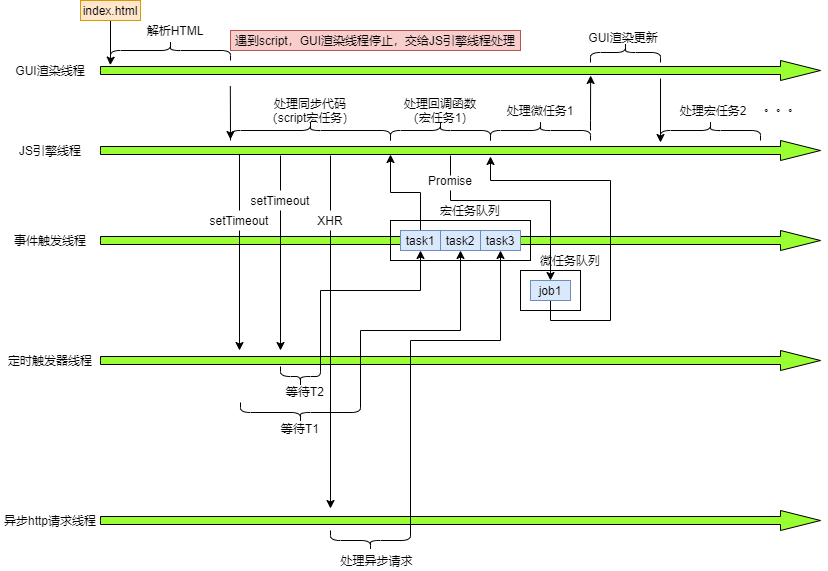 index.html
解析HTML
遇到script，GUI渲染线程停止，交给JS引擎线程处理
GUI渲染更新
GUI渲染线程
处理同步代码
（script宏任务）
处理回调函数
（宏任务1）
处理微任务1
处理宏任务2
。。。
JS引擎线程
setTimeout
Promise
setTimeout
XHR
宏任务队列
事件触发线程
task1
task2
task3
微任务队列
job1
定时触发器线程
等待T2
等待T1
异步http请求线程
处理异步请求